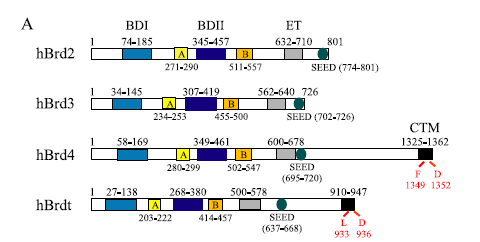 A
BDI BDII ET
hBrd2 1 74-185 345-457 632-710 801
A B
271-290 511-557 SEED (774-801)
hBrd3 1 34-145 307-419 562-640 726
A B
234-253 455-500 SEED (702-726)
CTM
hBrd4 1 58-169 349-461 600-678 1325-1362
A B
280-299 502-547 SEED F D
(695-720) 1349 1352
hBrdt 1 27-138 268-380 500-578 910-947
A B
203-222 414-457 SEED L D
(637-668) 933 936